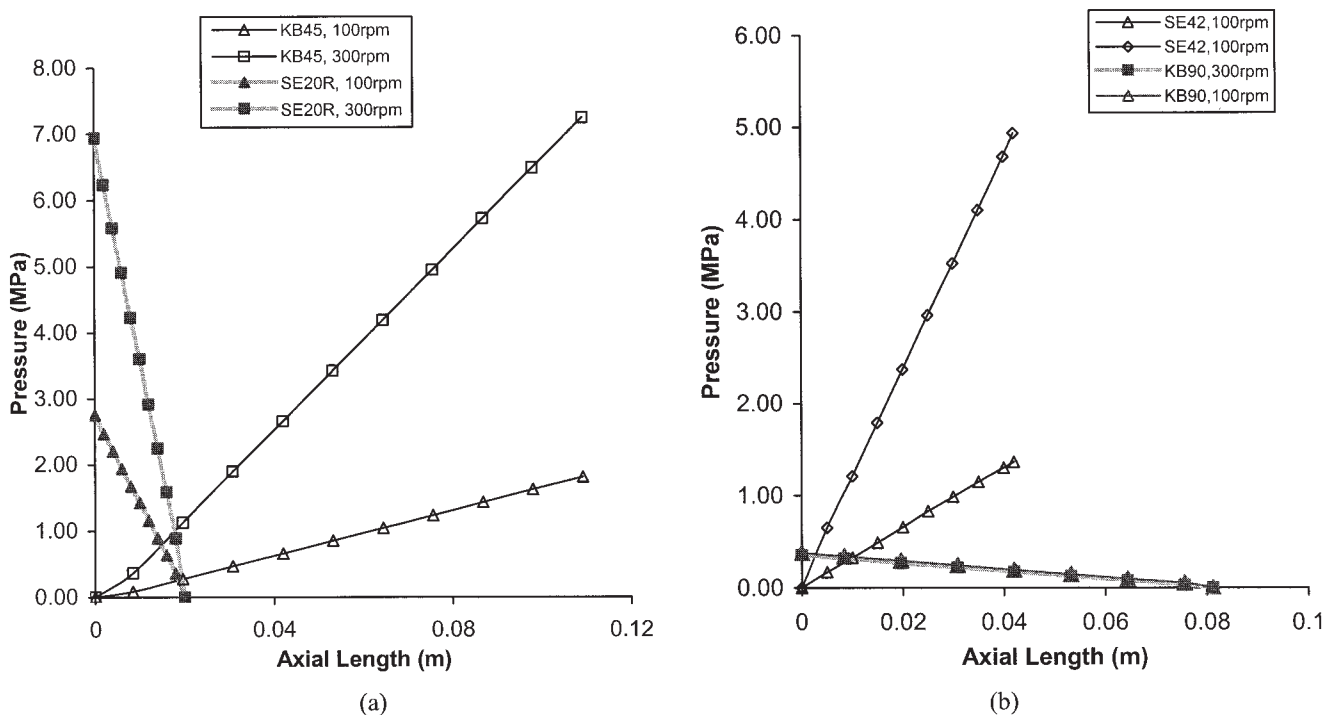 KB45, 100rpm
KB45, 300rpm
SE20R, 100rpm
SE20R, 300rpm
8.00
7.00
6.00
5.00
4.00
3.00
2.00
1.00
0.00
Pressure (MPa)
0
0.04
0.08
0.12
Axial Length (m)
(a)
SE42,100rpm
SE42,100rpm
KB90,300rpm
KB90,100rpm
6.00
5.00
4.00
3.00
2.00
1.00
0.00
Pressure (MPa)
0
0.02
0.04
0.06
0.08
0.1
Axial Length (m)
(b)